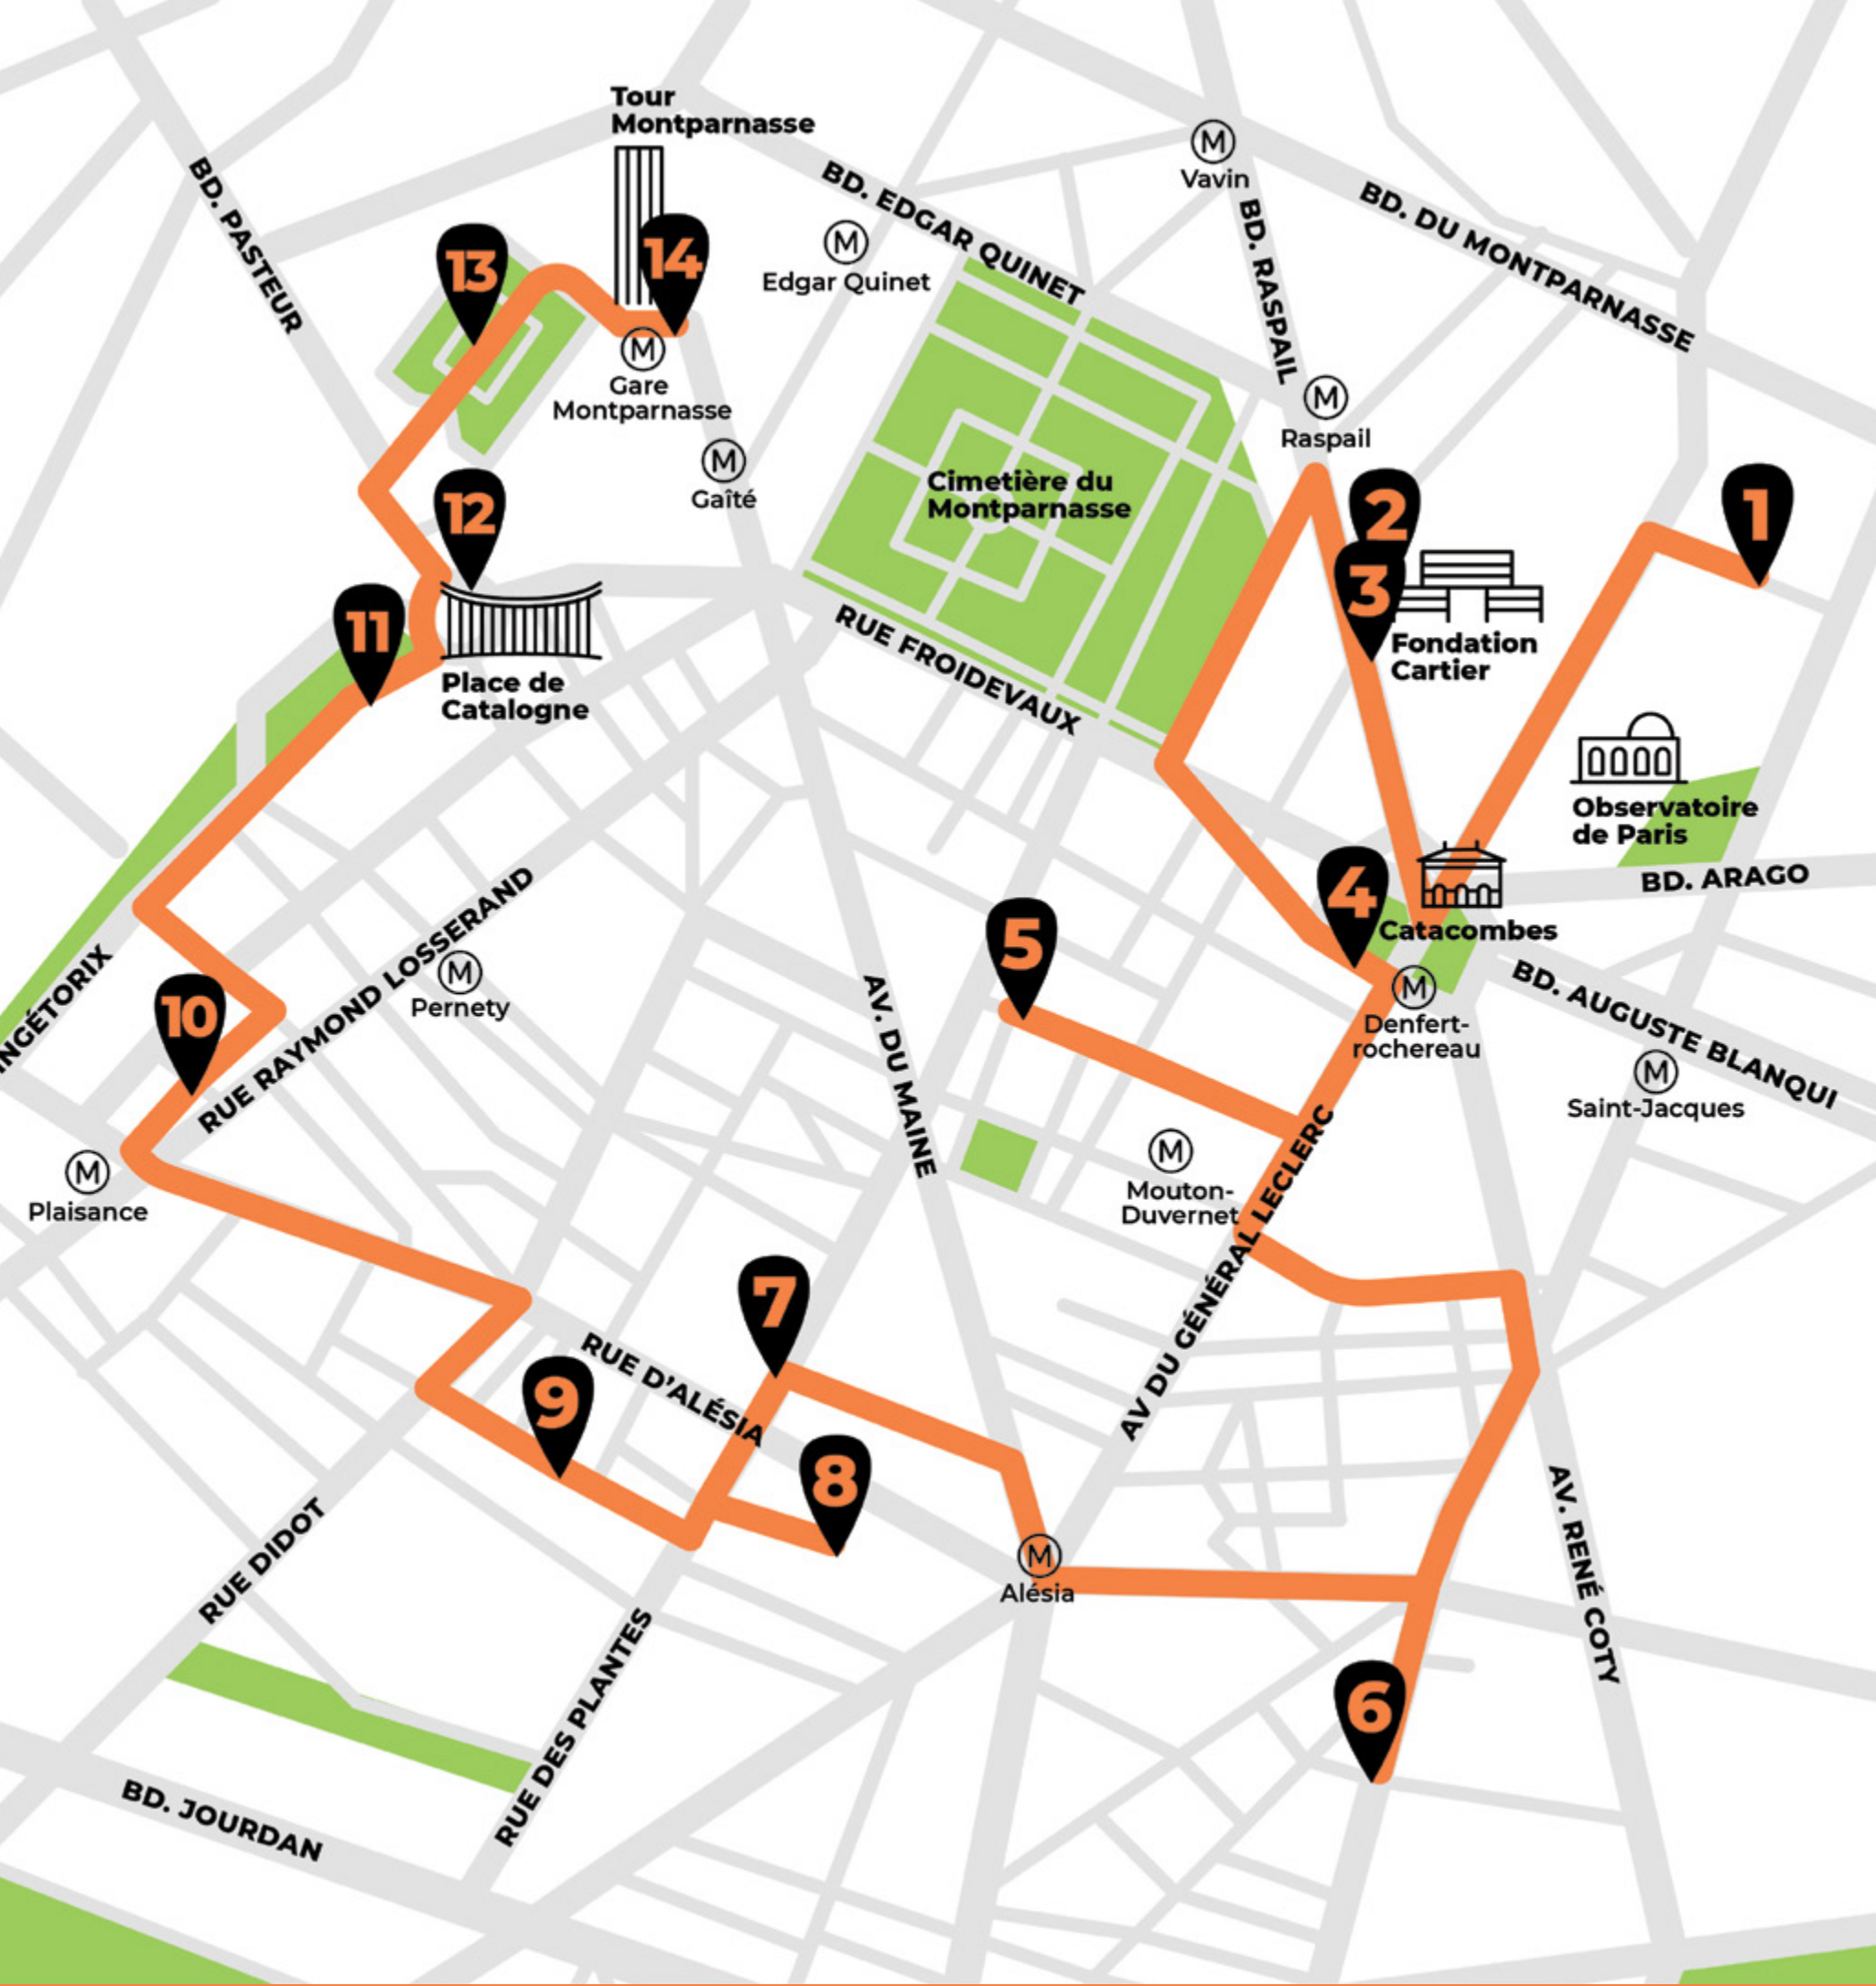 Tour
Montparnasse
BD. PASTEUR
BD. EDGAR QUINET
M
Vavin
BD. RASPAIL
BD. DU MONTPARNASSE
13
14
M
Edgar Quinet
M
Gare
Montparnasse
M
Raspail
M
Gaîté
12
Cimetière du
Montparnasse
2
1
3
11
Fondation
Cartier
RUE FROIDEVAUX
Place de
Catalogne
Observatoire
de Paris
4
BD. ARAGO
Catacombes
5
RUE RAYMOND LOSSERAND
M
Pernety
NGÉTORIX
10
AV. DU MAINE
M
Denfert-
rochereau
BD. AUGUSTE BLANQUI
M
Saint-Jacques
M
Plaisance
M
Mouton-
Duvernet
AV DU GÉNÉRAL LECLERC
7
RUE D'ALÉSIA
9
8
RUE DIDOT
M
Alésia
AV. RENÉ COTY
6
RUE DES PLANTES
BD. JOURDAN